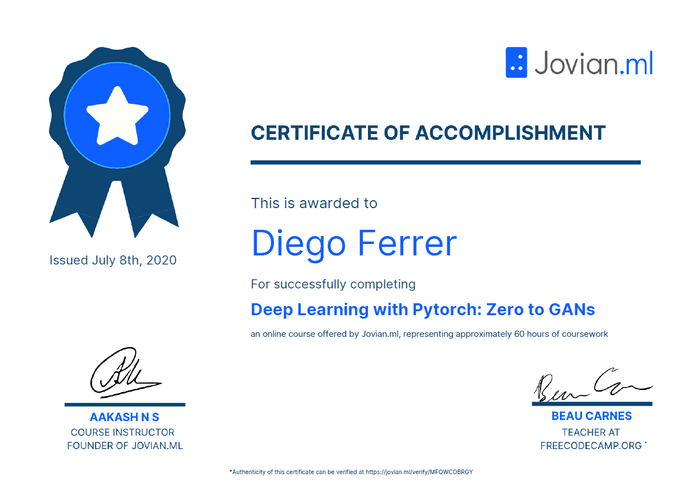 Jovian.ml
CERTIFICATE OF ACCOMPLISHMENT
This is awarded to
Diego Ferrer
Issued July 8th, 2020
For successfully completing
Deep Learning with Pytorch: Zero to GANs
an online course offered by Jovian.ml, representing approximately 60 hours of coursework
AAKASH N S
COURSE INSTRUCTOR
FOUNDER OF JOVIAN.ML
Beau Carnes
BEAU CARNES
TEACHER AT
FREECODECAMP.ORG
*Authenticity of this certificate can be verified at https://jovian.ml/verify/MFQWCOBRGY